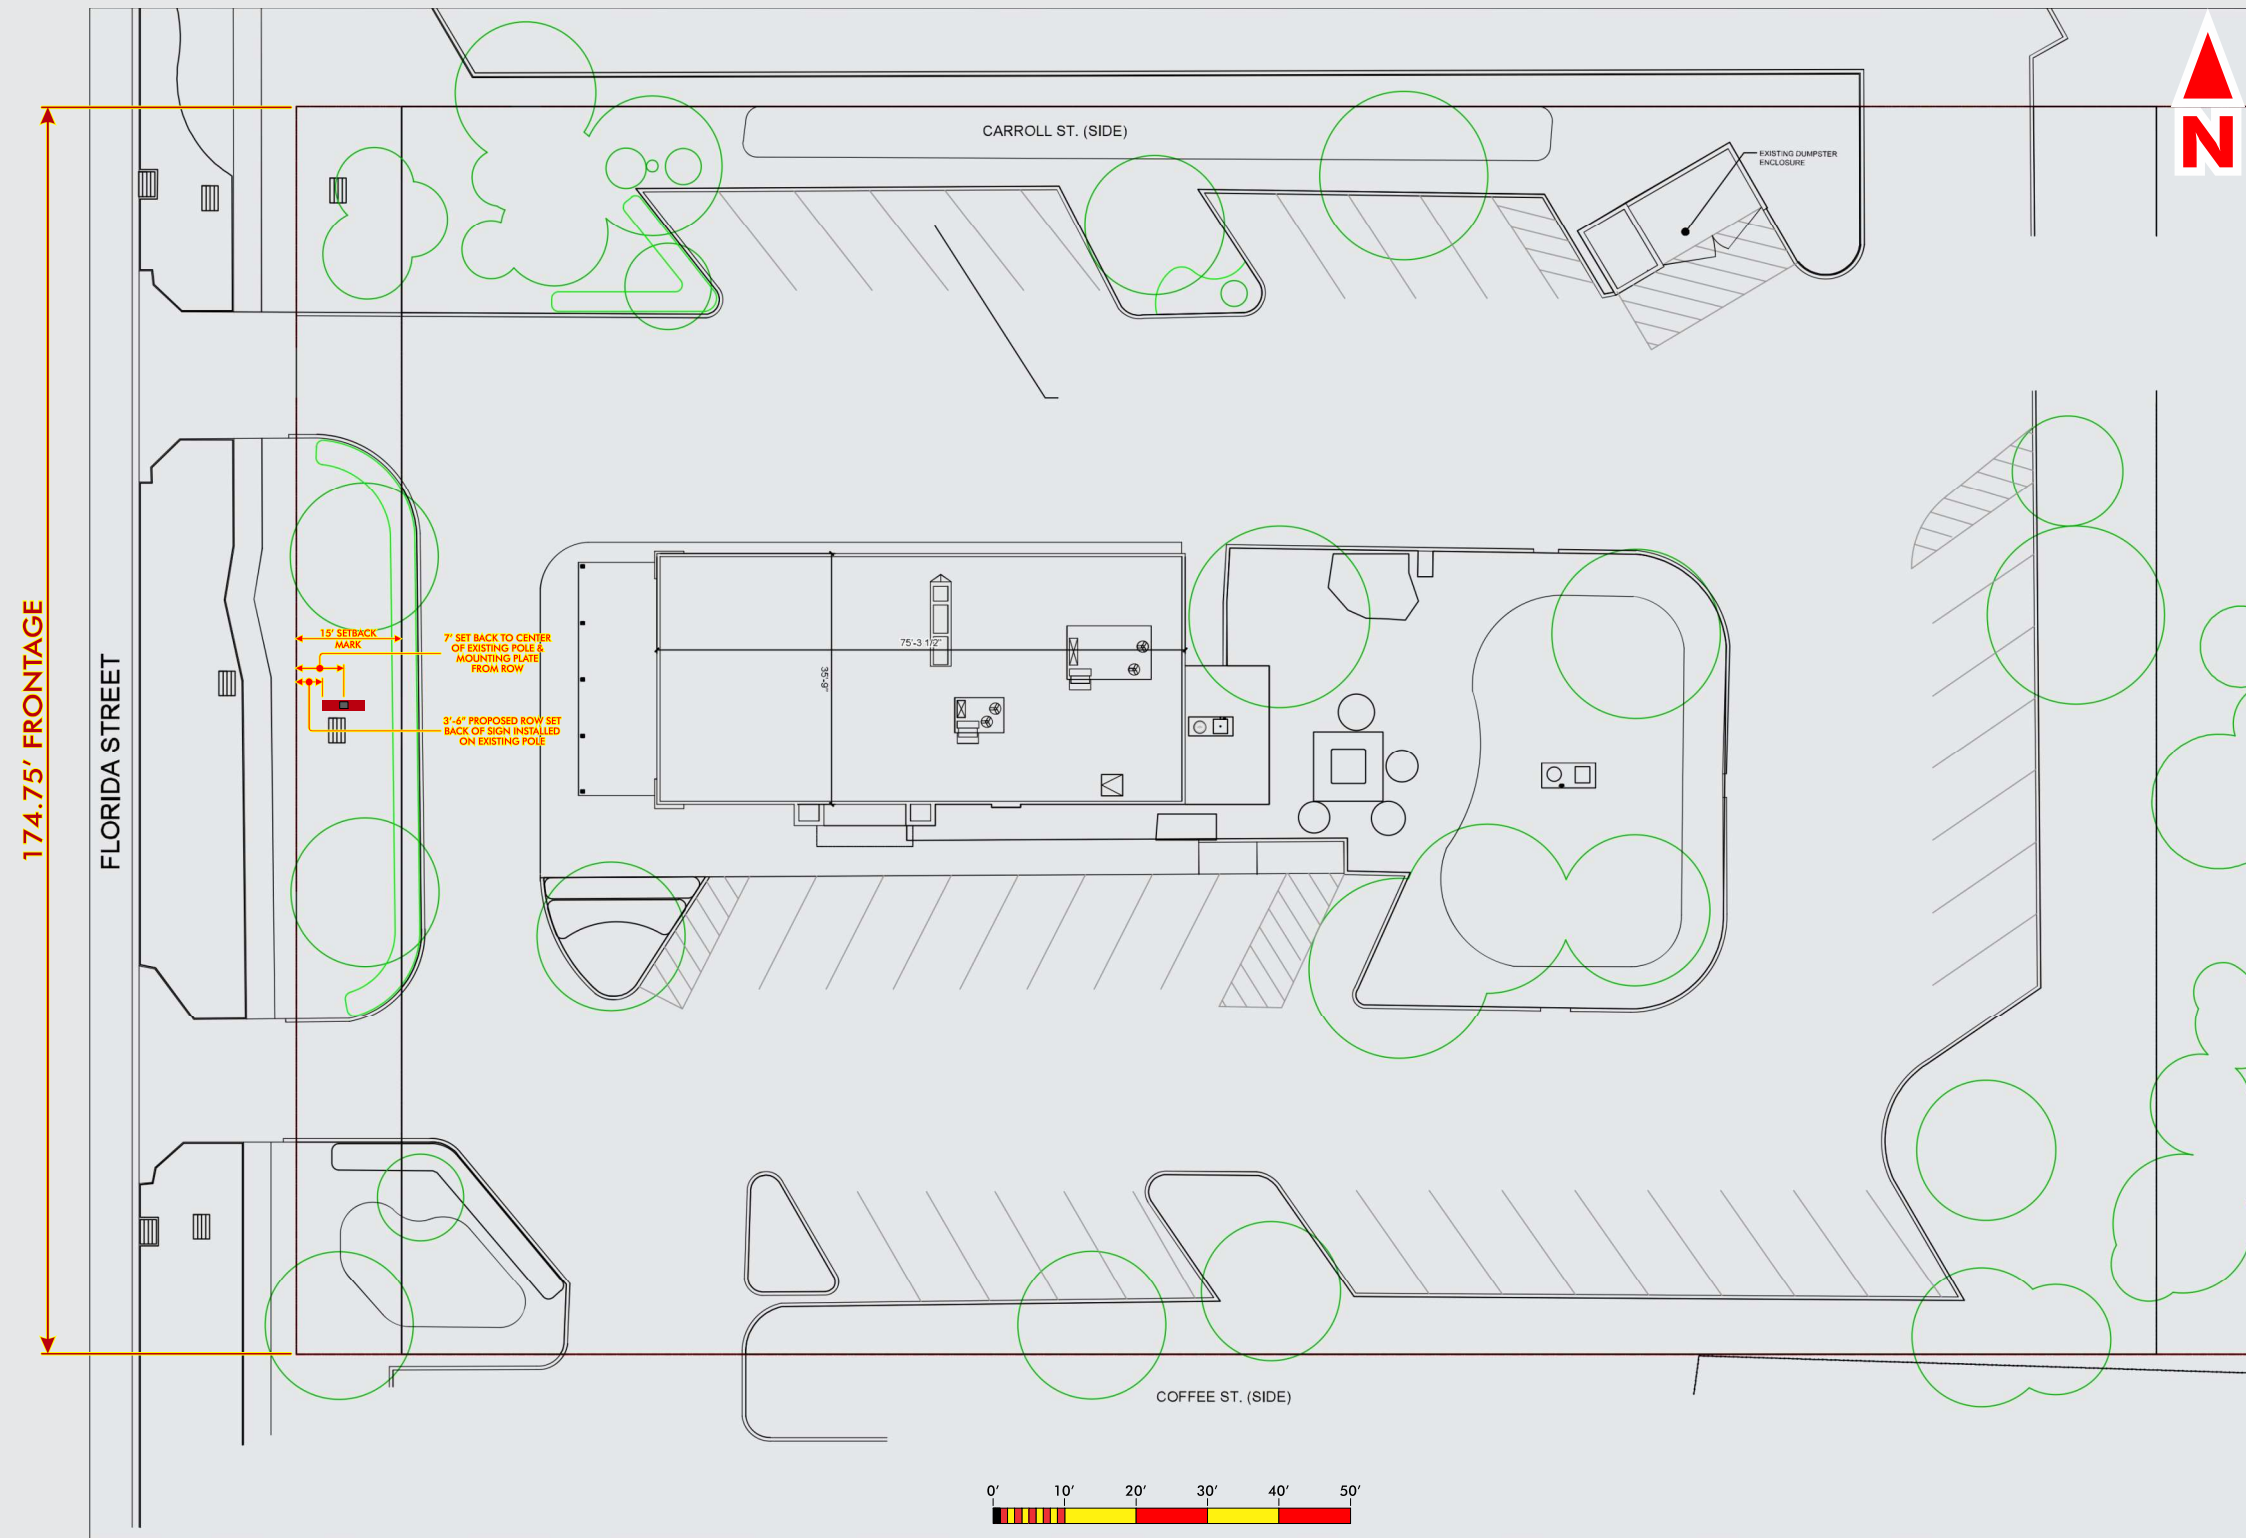 CARROLL ST. (SIDE)
EXISTING DUMPSTER
ENCLOSURE
N
174.75' FRONTAGE
FLORIDA STREET
15' SETBACK
MARK
7' SET BACK TO CENTER
OF EXISTING POLE &
MOUNTING PLATE
FROM ROW
3'-6" PROPOSED ROW SET
BACK OF SIGN INSTALLED
ON EXISTING POLE
75'-3 1/2"
35'-9"
COFFEE ST. (SIDE)
0' 10' 20' 30' 40' 50'